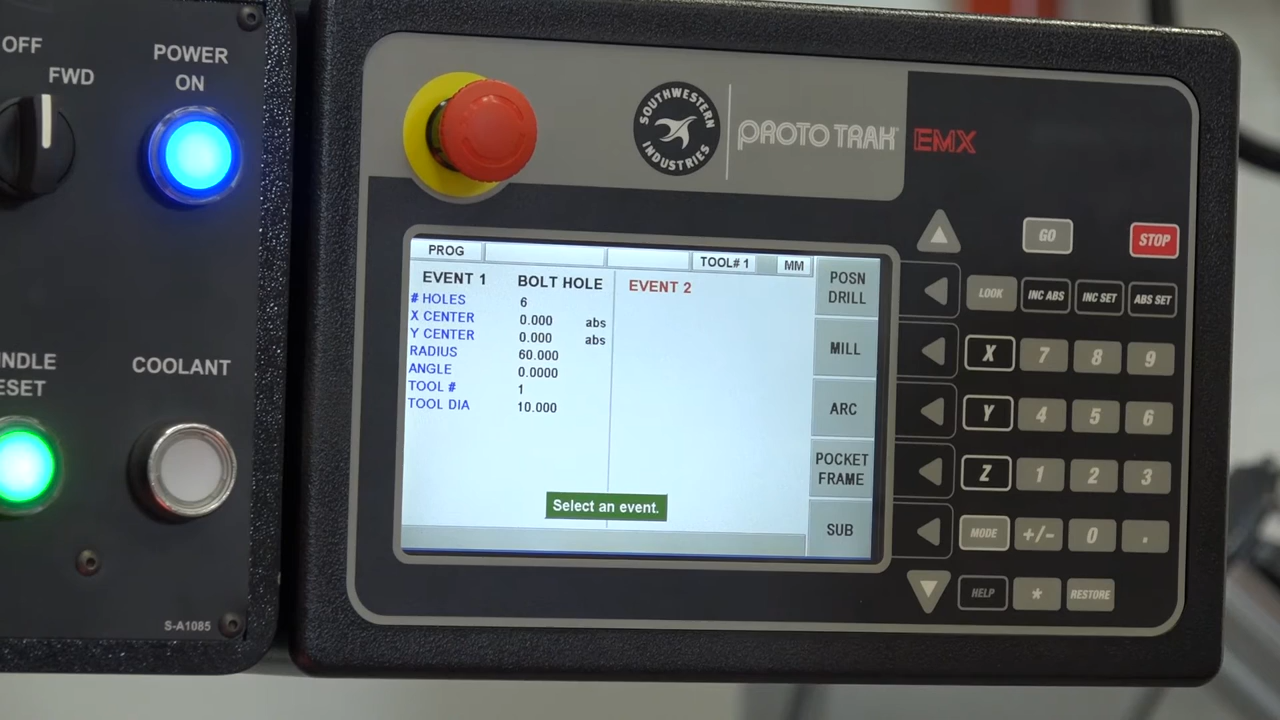 OFF
FWD
POWER
ON
COOLANT
S-A1085
SOUTHWESTERN
INDUSTRIES
PROTO TRAK EMX
PROG TOOL# 1 MM
EVENT 1 BOLT HOLE
# HOLES 6
X CENTER 0.000 abs
Y CENTER 0.000 abs
RADIUS 60.000
ANGLE 0.0000
TOOL # 1
TOOL DIA 10.000
EVENT 2
Select an event.
POSN
DRILL
MILL
ARC
POCKET
FRAME
SUB
GO STOP
LOOK INC ABS INC SET ABS SET
X 7 8 9
Y 4 5 6
Z 1 2 3
MODE +/- 0 .
HELP * RESTORE